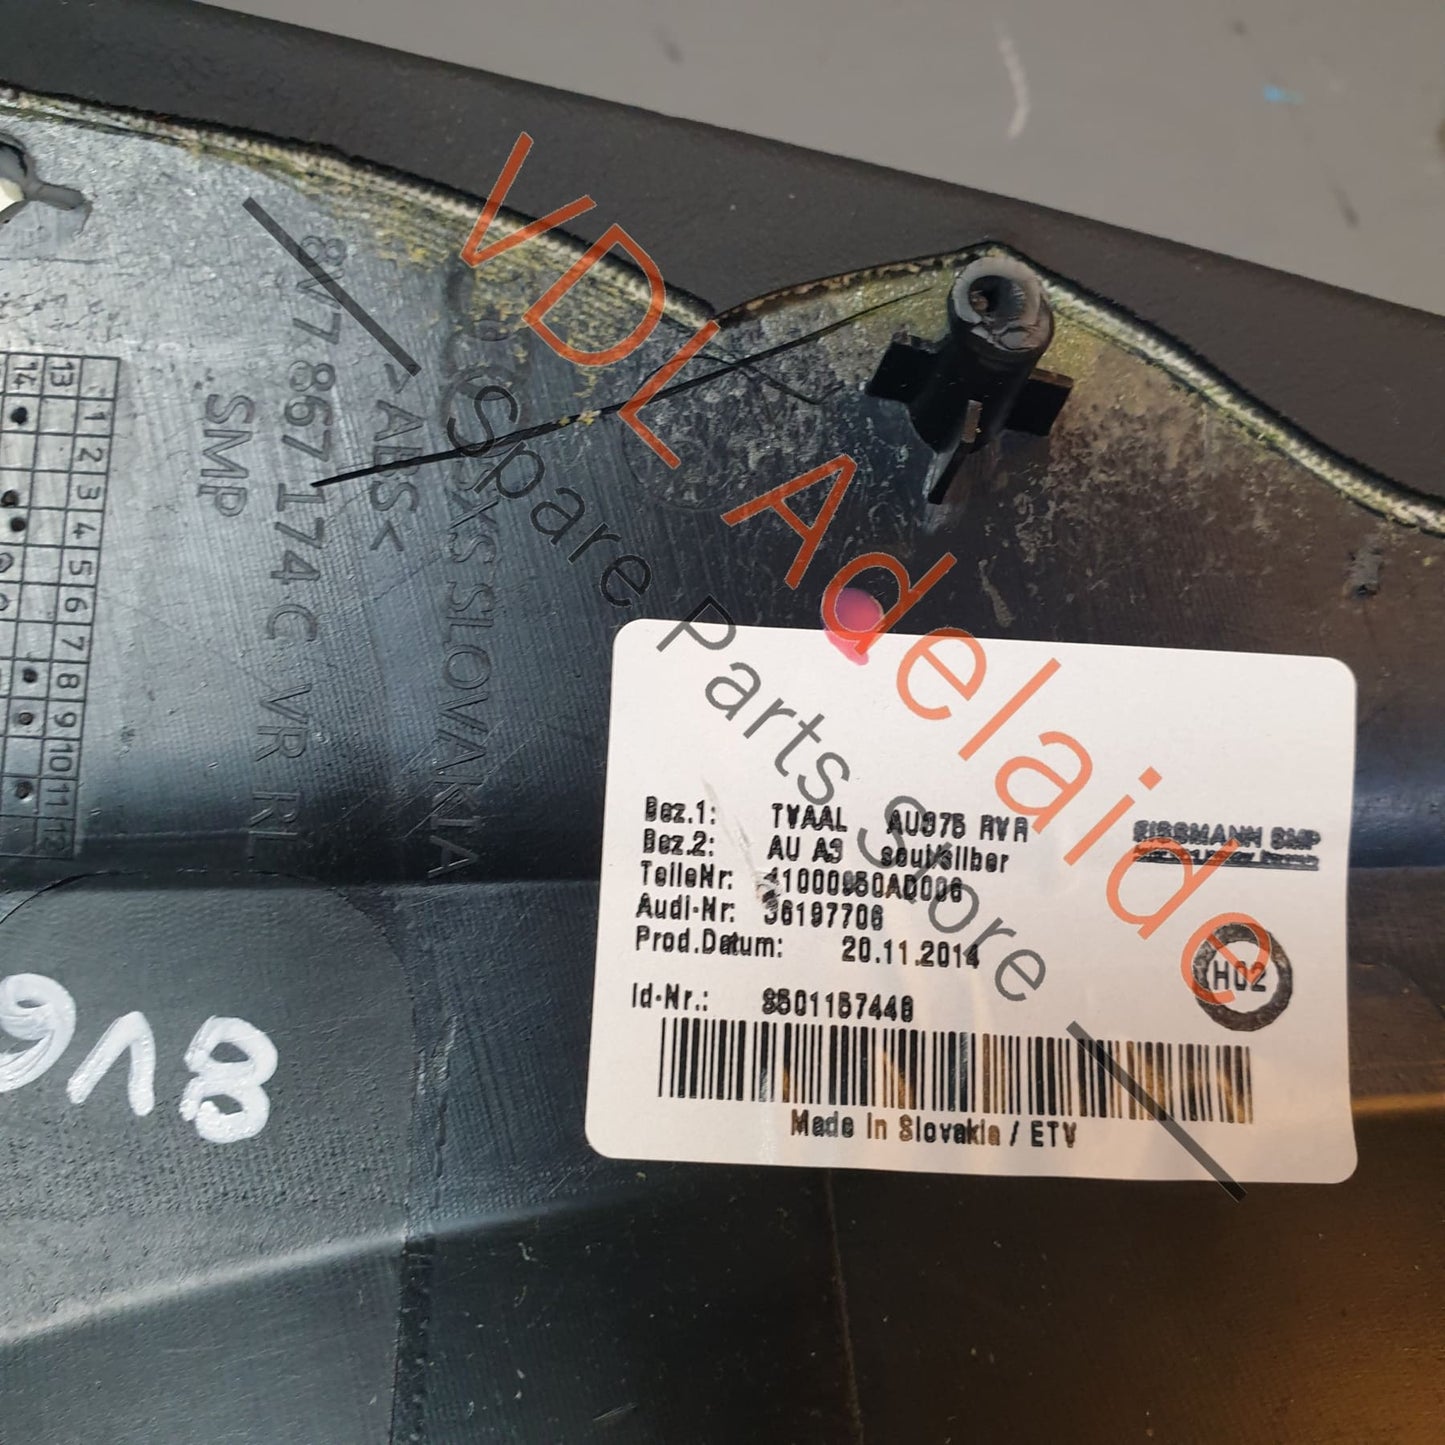 VDL Adelaide
Spare Parts Store
8V7 867 174 C VR RL
SMP
>ABS<
SLOVAKIA
13 14
1 2 3 4 5 6 7 8 9 10 11 12
8V6
Bez.1: TVAAL AU375 RVR
Bez.2: AU A3 soul/silber
TeileNr: 41000950AD006
Audi-Nr: 36197706
Prod.Datum: 20.11.2014
Id-Nr.: 8501157448
EISSMANN SMP
H02
Made in Slovakia / ETV